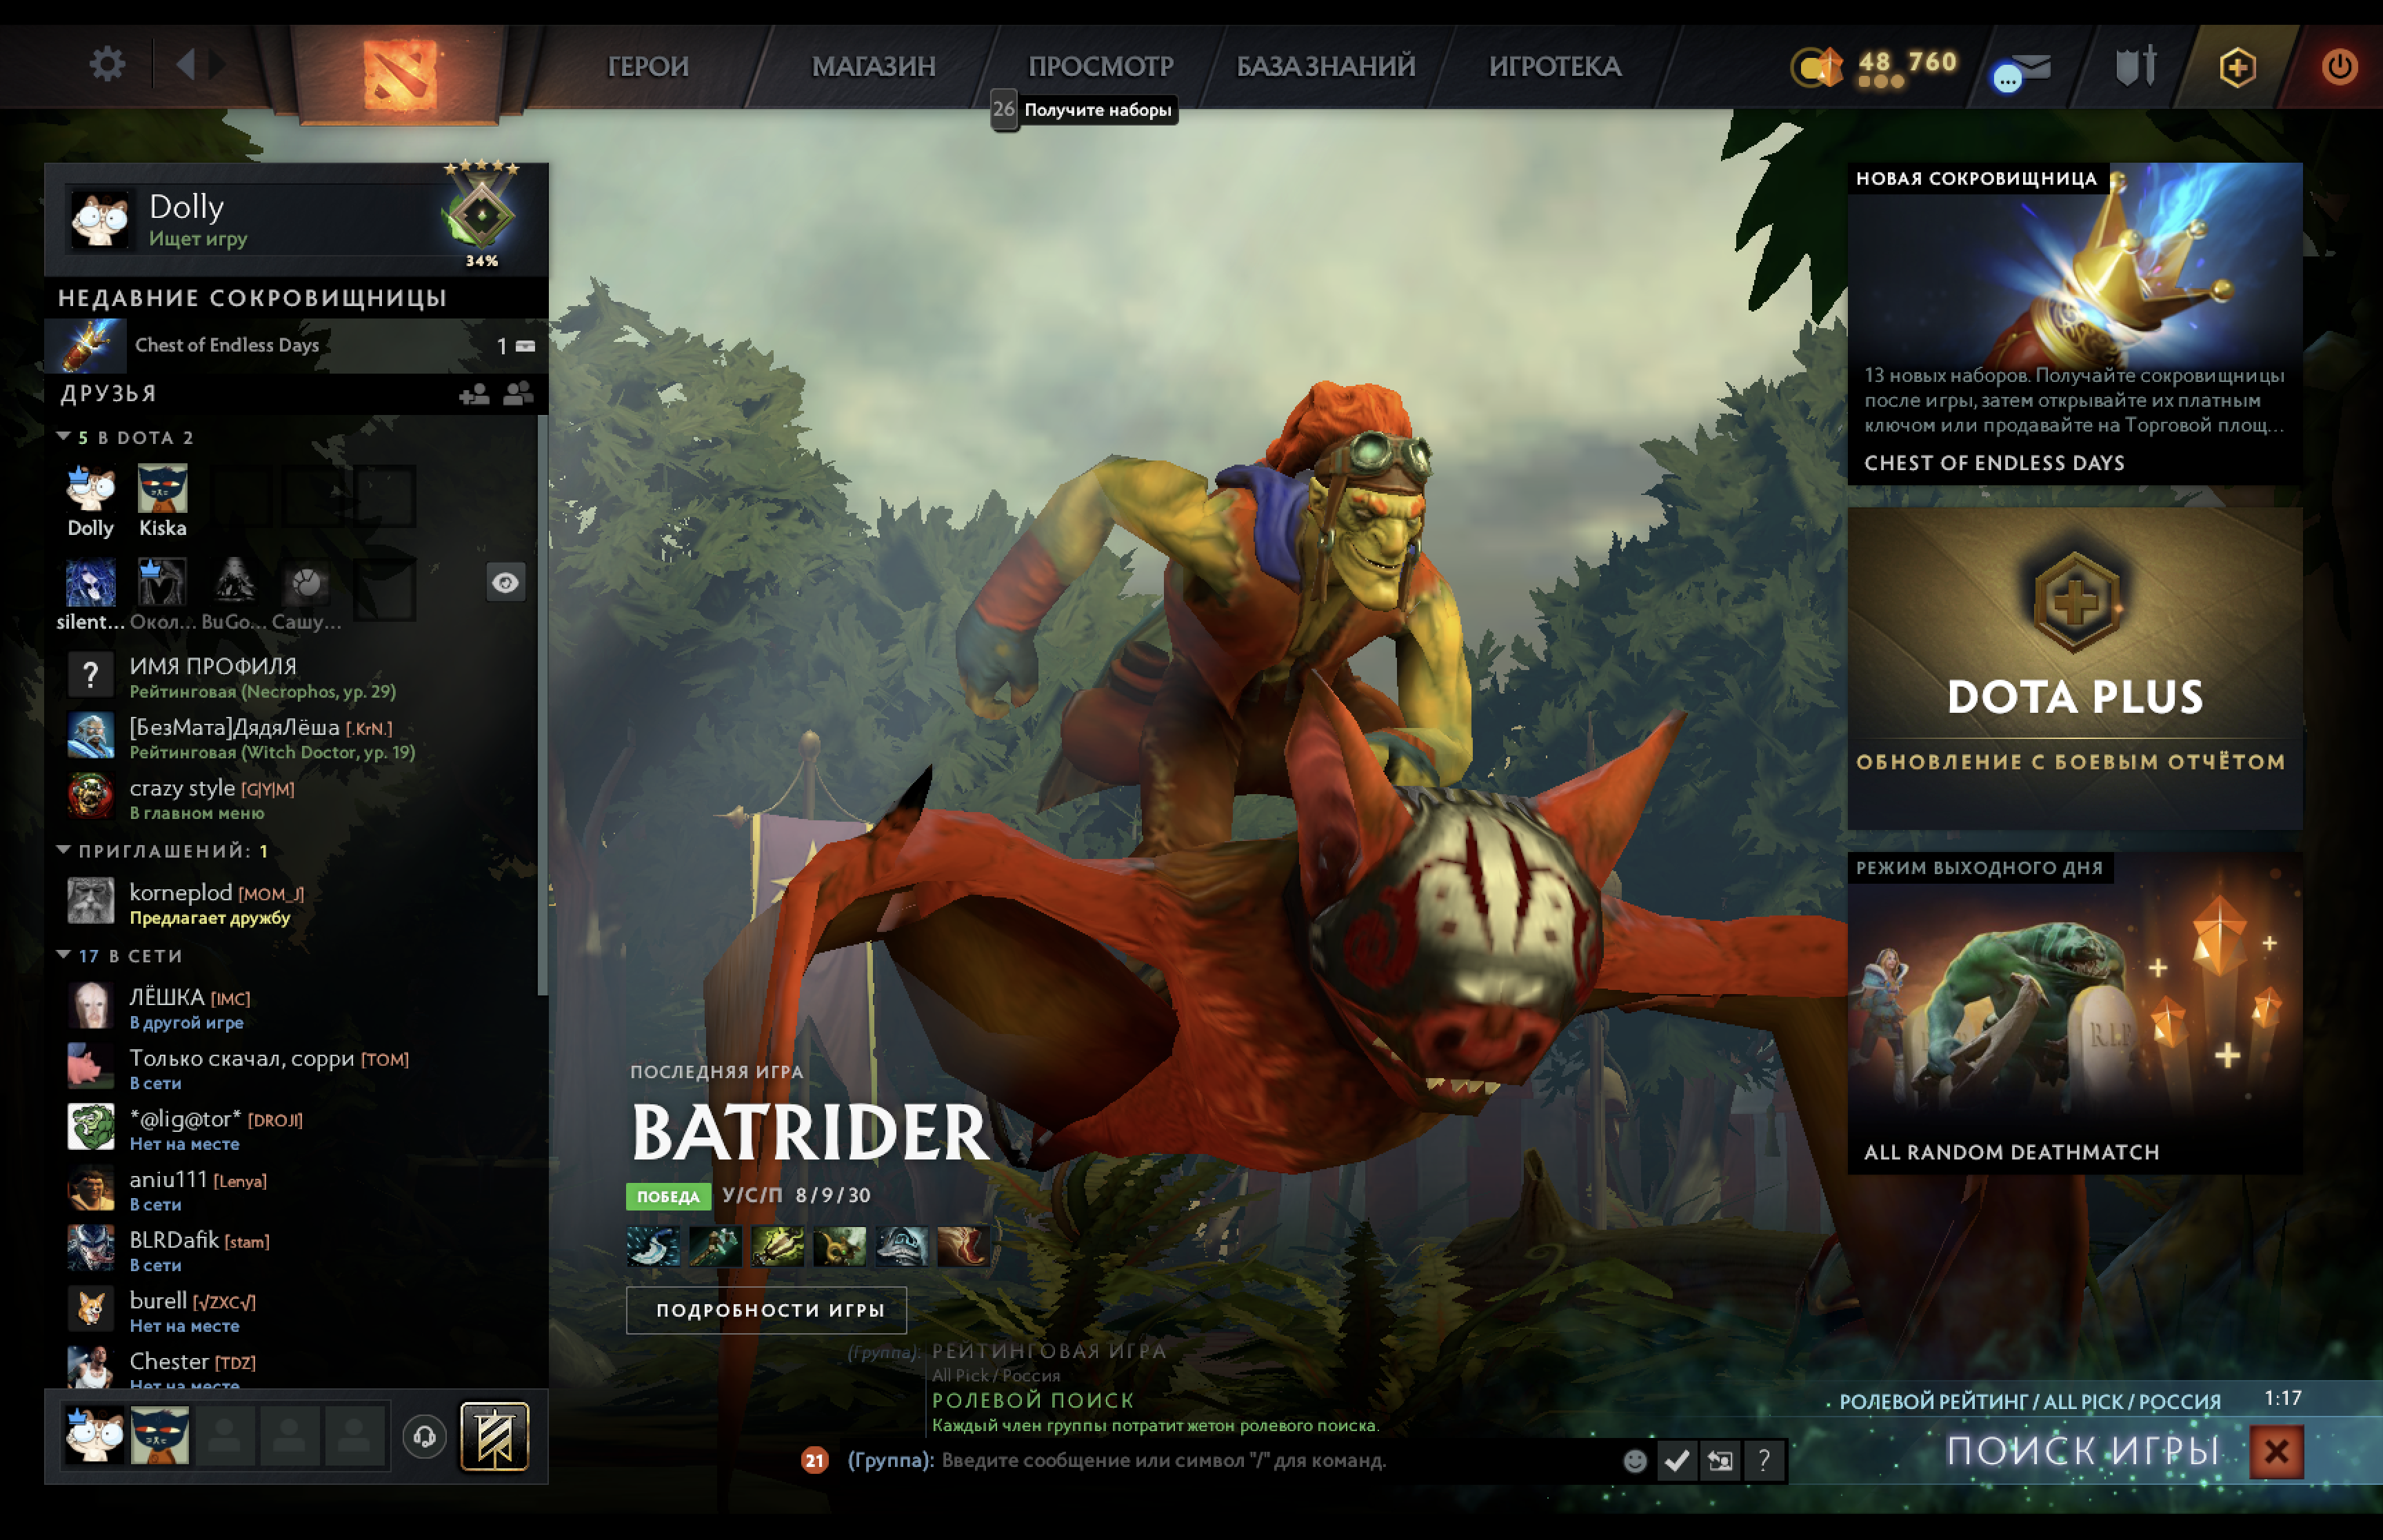 ГЕРОИ
МАГАЗИН
ПРОСМОТР
БАЗА ЗНАНИЙ
ИГРОТЕКА
48 760
26 Получите наборы
Dolly
Ищет игру
34%
НЕДАВНИЕ СОКРОВИЩНИЦЫ
Chest of Endless Days 1
ДРУЗЬЯ
5 В DOTA 2
Dolly Kiska
silent... Окол... BuGo... Сашу...
?
ИМЯ ПРОФИЛЯ
Рейтинговая (Necrophos, ур. 29)
[БезМата]ДядяЛёша [.KrN.]
Рейтинговая (Witch Doctor, ур. 19)
crazy style [G|Y|M]
В главном меню
ПРИГЛАШЕНИЙ: 1
korneplod [MOM_J]
Предлагает дружбу
17 В СЕТИ
ЛЁШКА [IMC]
В другой игре
Только скачал, сорри [TOM]
В сети
*@lig@tor* [DROJI]
Нет на месте
aniu111 [Lenya]
В сети
BLRDafik [stam]
В сети
burell [√ZXC√]
Нет на месте
Chester [TDZ]
Нет на месте
ПОСЛЕДНЯЯ ИГРА
BATRIDER
ПОБЕДА У/С/П 8/9/30
ПОДРОБНОСТИ ИГРЫ
(Группа): РЕЙТИНГОВАЯ ИГРА
All Pick / Россия
РОЛЕВОЙ ПОИСК
Каждый член группы потратит жетон ролевого поиска.
21 (Группа): Введите сообщение или символ "/" для команд.
?
НОВАЯ СОКРОВИЩНИЦА
13 новых наборов. Получайте сокровищницы
после игры, затем открывайте их платным
ключом или продавайте на Торговой площ...
CHEST OF ENDLESS DAYS
DOTA PLUS
ОБНОВЛЕНИЕ С БОЕВЫМ ОТЧЁТОМ
РЕЖИМ ВЫХОДНОГО ДНЯ
R.I.P
ALL RANDOM DEATHMATCH
РОЛЕВОЙ РЕЙТИНГ / ALL PICK / РОССИЯ 1:17
ПОИСК ИГРЫ